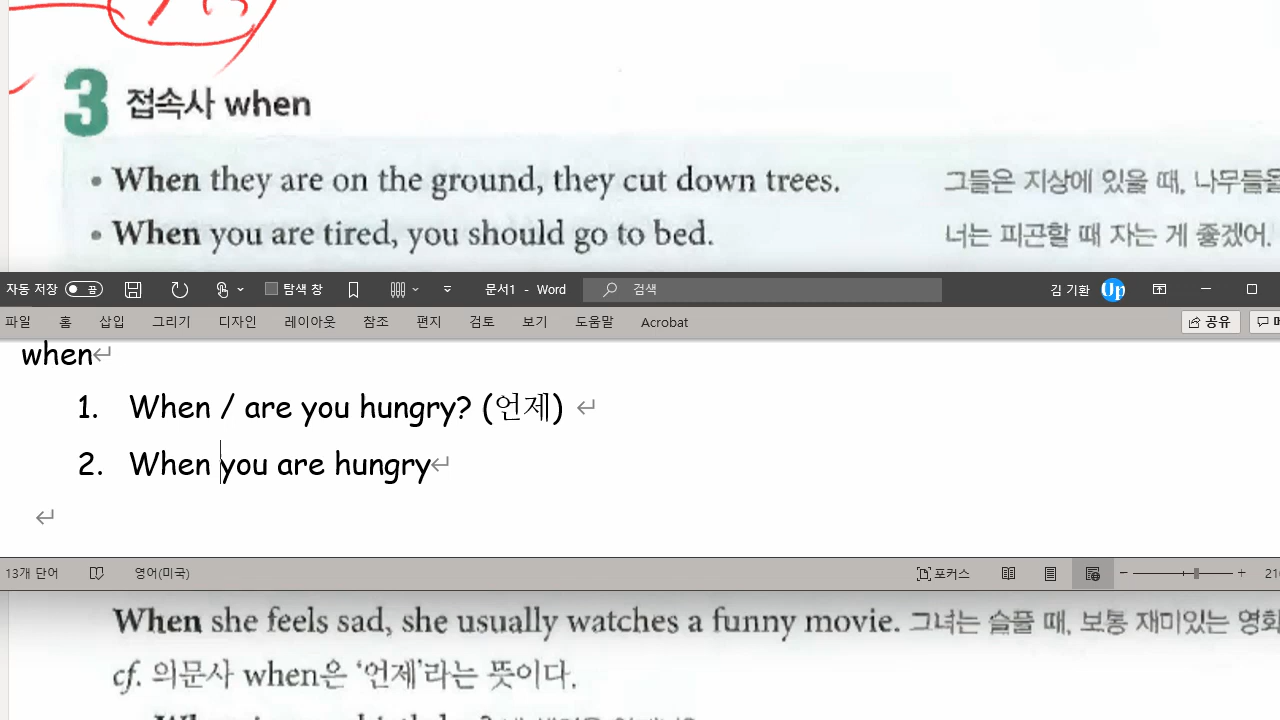 3 접속사 when
• When they are on the ground, they cut down trees. 그들은 지상에 있을 때, 나무들을
• When you are tired, you should go to bed. 너는 피곤할 때 자는 게 좋겠어.
자동 저장 탐색 창 문서1 - Word 검색 김 기환 Up
파일 홈 삽입 그리기 디자인 레이아웃 참조 편지 검토 보기 도움말 Acrobat 공유
when
1. When / are you hungry? (언제)
2. When you are hungry
13개 단어 영어(미국) 포커스
When she feels sad, she usually watches a funny movie. 그녀는 슬플 때, 보통 재미있는 영화
cf. 의문사 when은 ‘언제’라는 뜻이다.